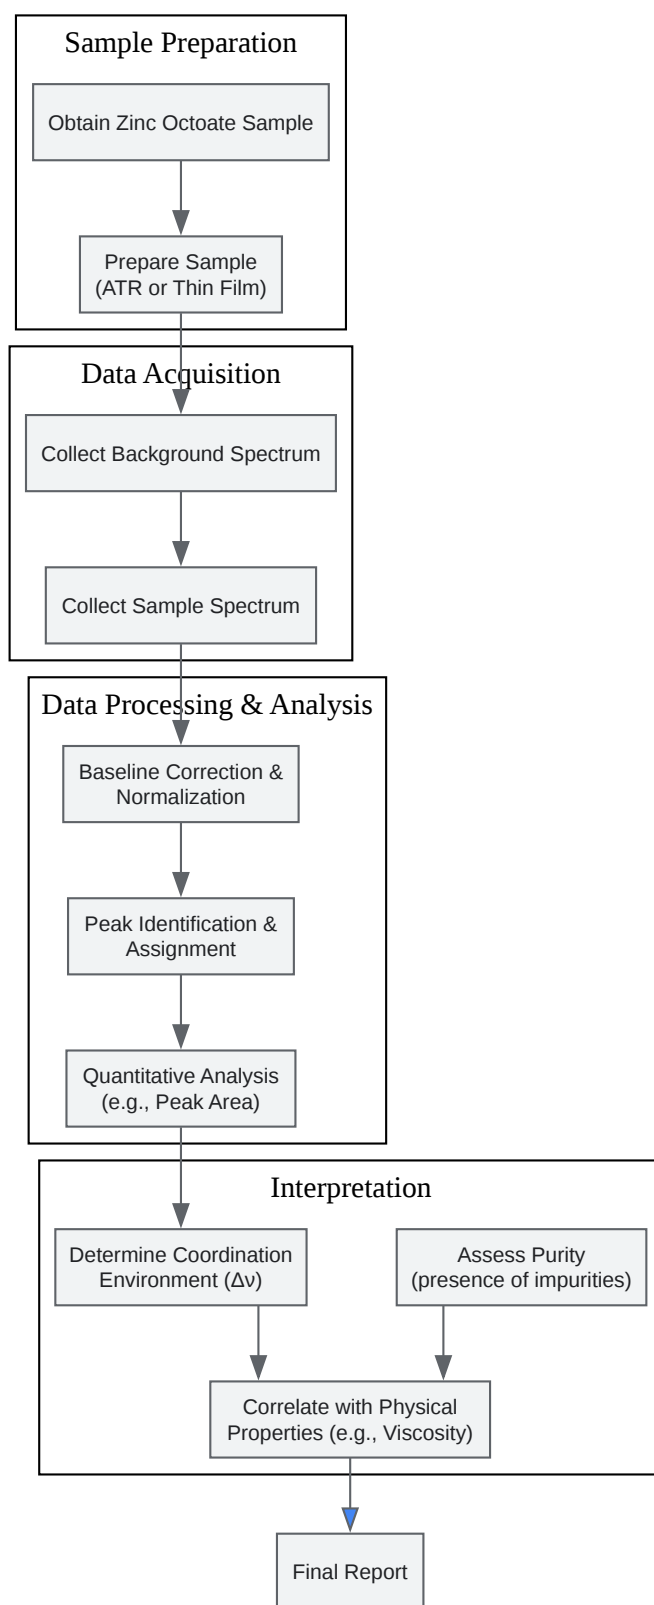 Sample Preparation
Obtain Zinc Octoate Sample
Prepare Sample
(ATR or Thin Film)
Data Acquisition
Collect Background Spectrum
Collect Sample Spectrum
Data Processing & Analysis
Baseline Correction &
Normalization
Peak Identification &
Assignment
Quantitative Analysis
(e.g., Peak Area)
Interpretation
Determine Coordination
Environment (Δν)
Assess Purity
(presence of impurities)
Correlate with Physical
Properties (e.g., Viscosity)
Final Report